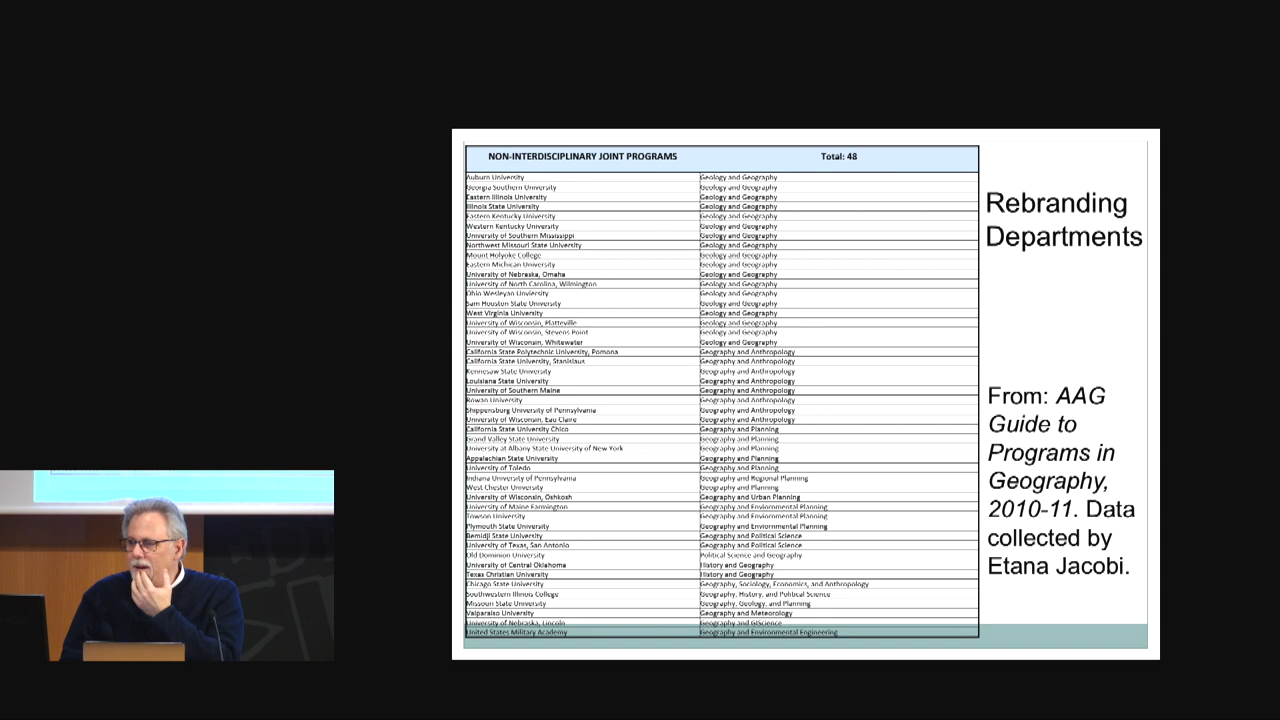 NON-INTERDISCIPLINARY JOINT PROGRAMS Total: 48
Auburn University Geology and Geography
Georgia Southern University Geology and Geography
Eastern Illinois University Geology and Geography
Illinois State University Geology and Geography
Eastern Kentucky University Geology and Geography
Western Kentucky University Geology and Geography
University of Southern Mississippi Geology and Geography
Northwest Missouri State University Geology and Geography
Mount Holyoke College Geology and Geography
Eastern Michican University Geology and Geography
University of Nebraska, Omaha Geology and Geography
University of North Carolina, Wilmington Geology and Geography
Ohio Wesleyan Unviersity Geology and Geography
Sam Houston State University Geology and Geography
West Virginia University Geology and Geography
University of Wisconsin, Platteville Geology and Geography
University of Wisconsin, Stevens Point Geology and Geography
University of Wisconsin, Whitewater Geology and Geography
California State Polytechnic University, Pomona Geography and Anthropology
California State University, Stanislaus Geography and Anthropology
Kennesaw State University Geography and Anthropology
Louisiana State University Geography and Anthropology
University of Southern Maine Geography and Anthropology
Rowan University Geography and Anthropology
Shippensburg University of Pennsylvania Geography and Anthropology
University of Wisconsin, Eau Claire Geography and Anthropology
California State University Chico Geography and Planning
Grand Valley State University Geography and Planning
University at Albany State University of New York Geography and Planning
Appalachian State University Geography and Planning
University of Toledo Geography and Planning
Indiana University of Pennsylvania Geography and Regional Planning
West Chester University Geography and Planning
University of Wisconsin, Oshkosh Geography and Urban Planning
University of Maine Farmington Geography and Enviormental Planning
Towson University Geography and Enviornmental Planning
Plymouth State University Geography and Enviornmental Planning
Bemidji State University Geography and Political Science
University of Texas, San Antonio Geography and Political Science
Old Dominion University Political Science and Geography
University of Central Oklahoma History and Geography
Texas Christian University History and Geography
Chicago State University Geography, Sociology, Economics, and Anthropology
Southwestern Illinois College Geography, History, and Political Science
Missouri State University Geography, Geology, and Planning
Valparaiso University Geography and Meteorology
University of Nebraska, Lincoln Geography and GIScience
United States Military Academy Geography and Environmental Engineering
Rebranding
Departments
From: AAG
Guide to
Programs in
Geography,
2010-11. Data
collected by
Etana Jacobi.